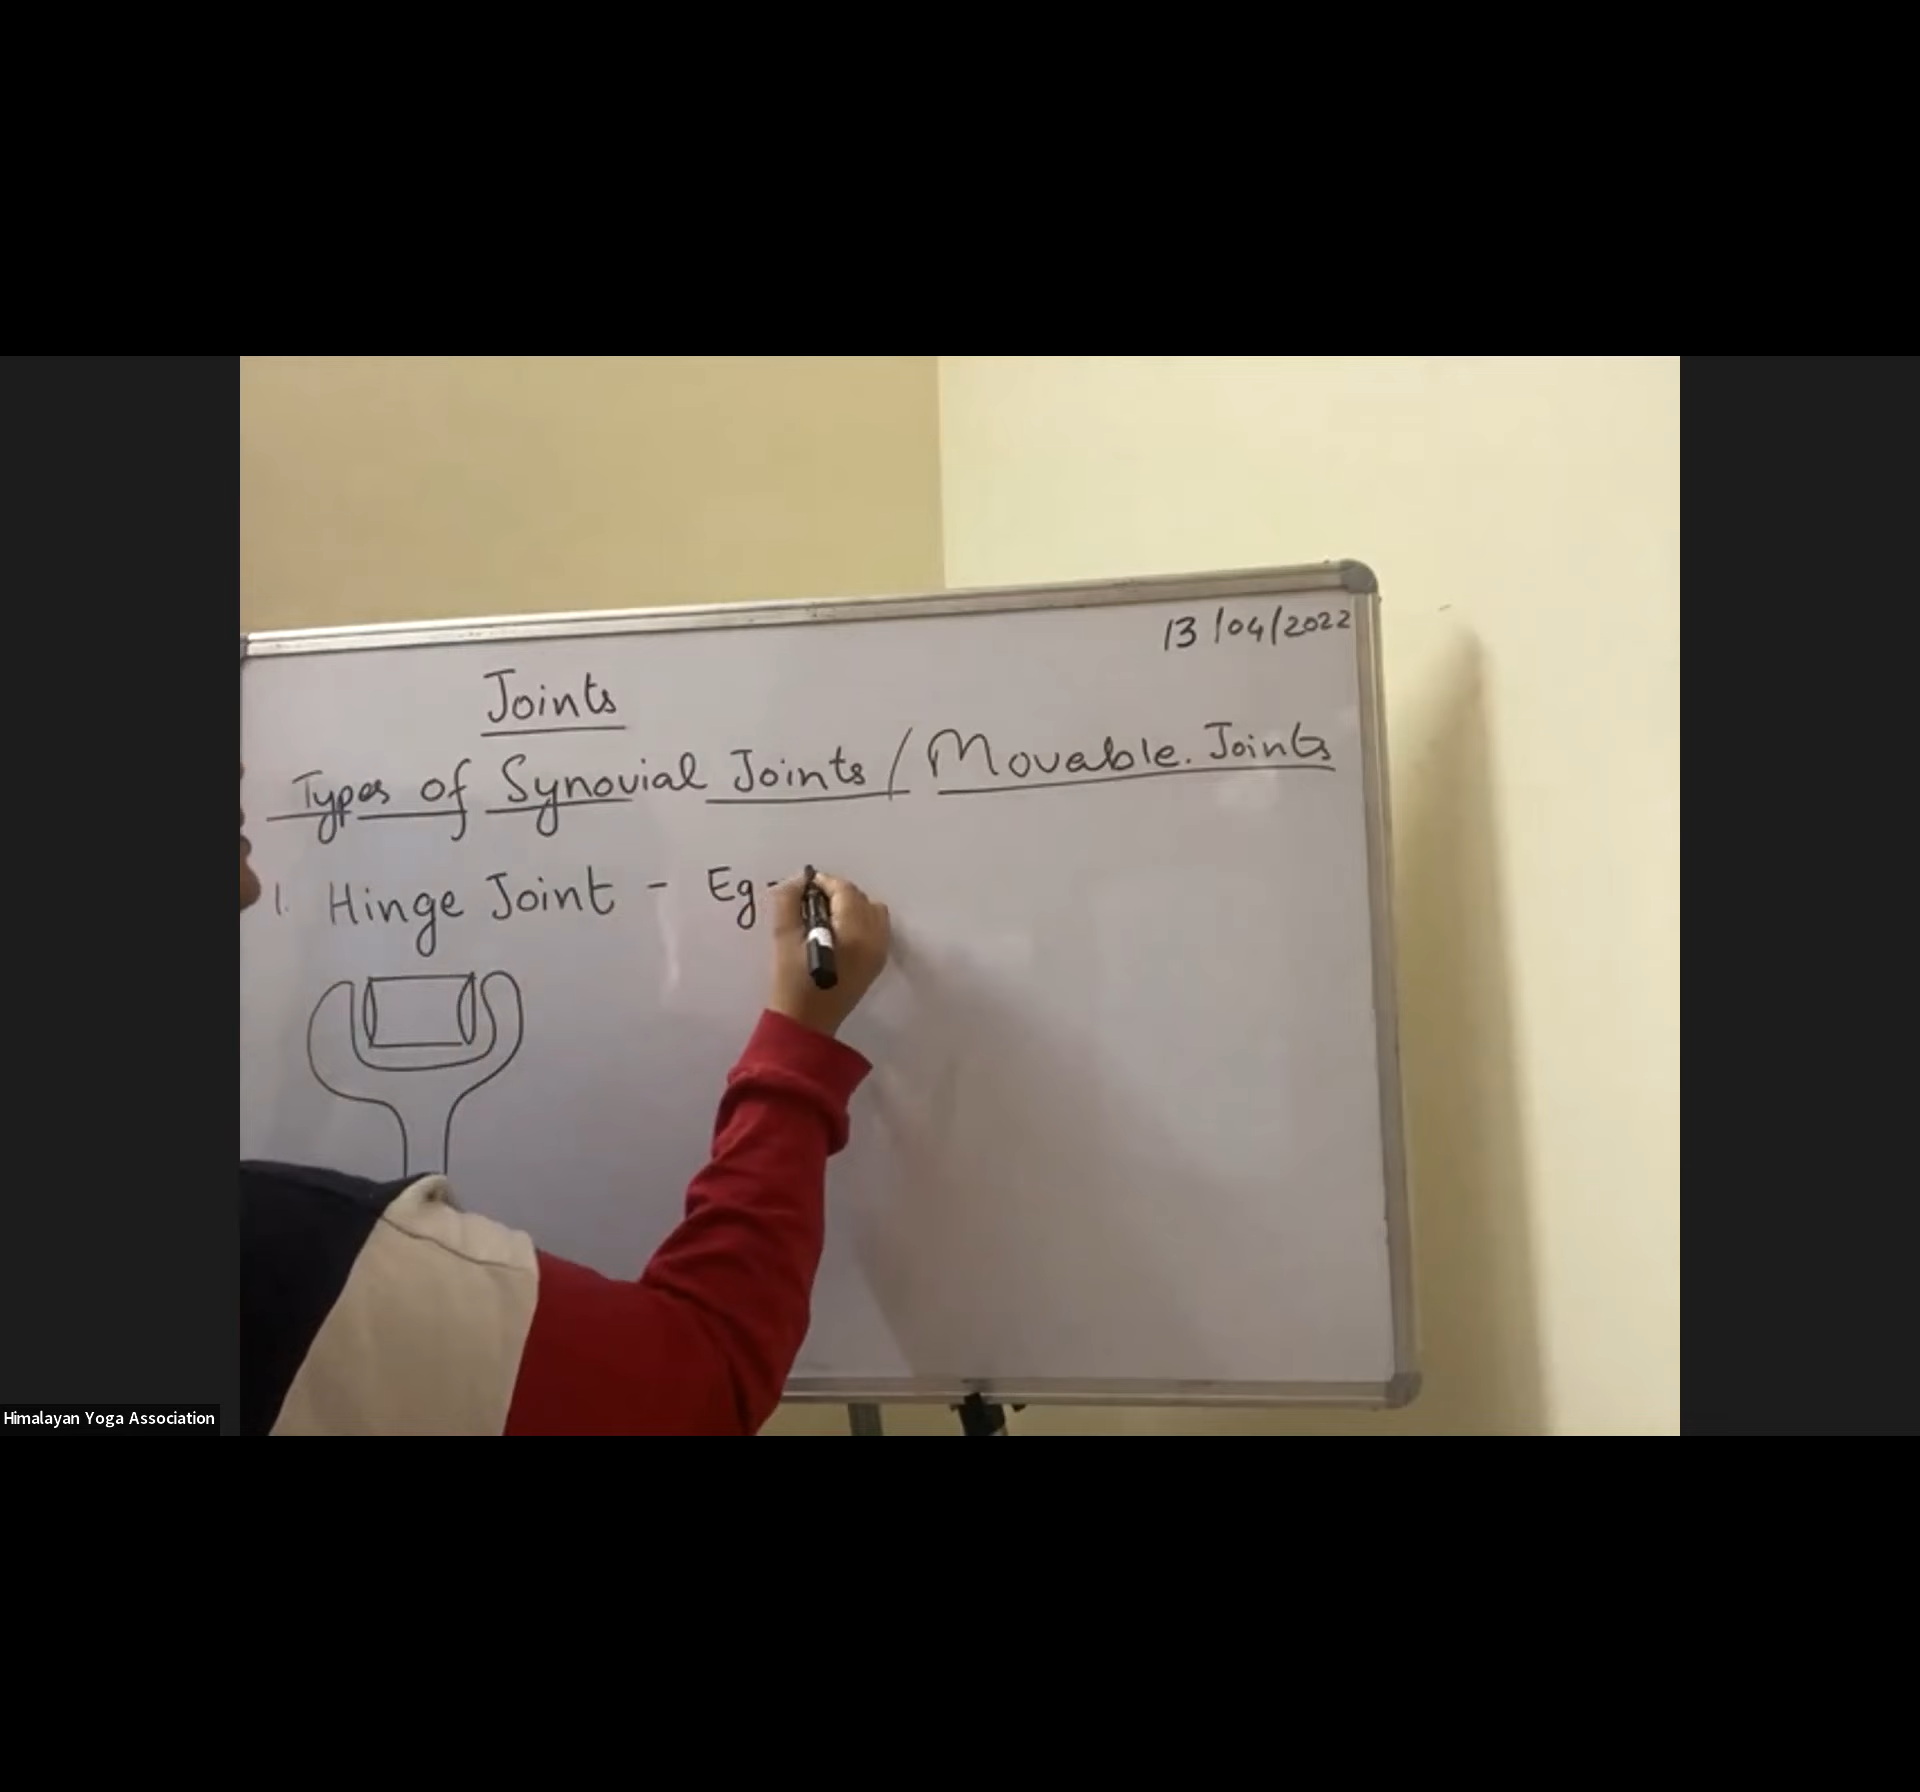 13/04/2022
Joints
Types of Synovial Joints / Movable. Joints
1. Hinge Joint - Eg-
Himalayan Yoga Association